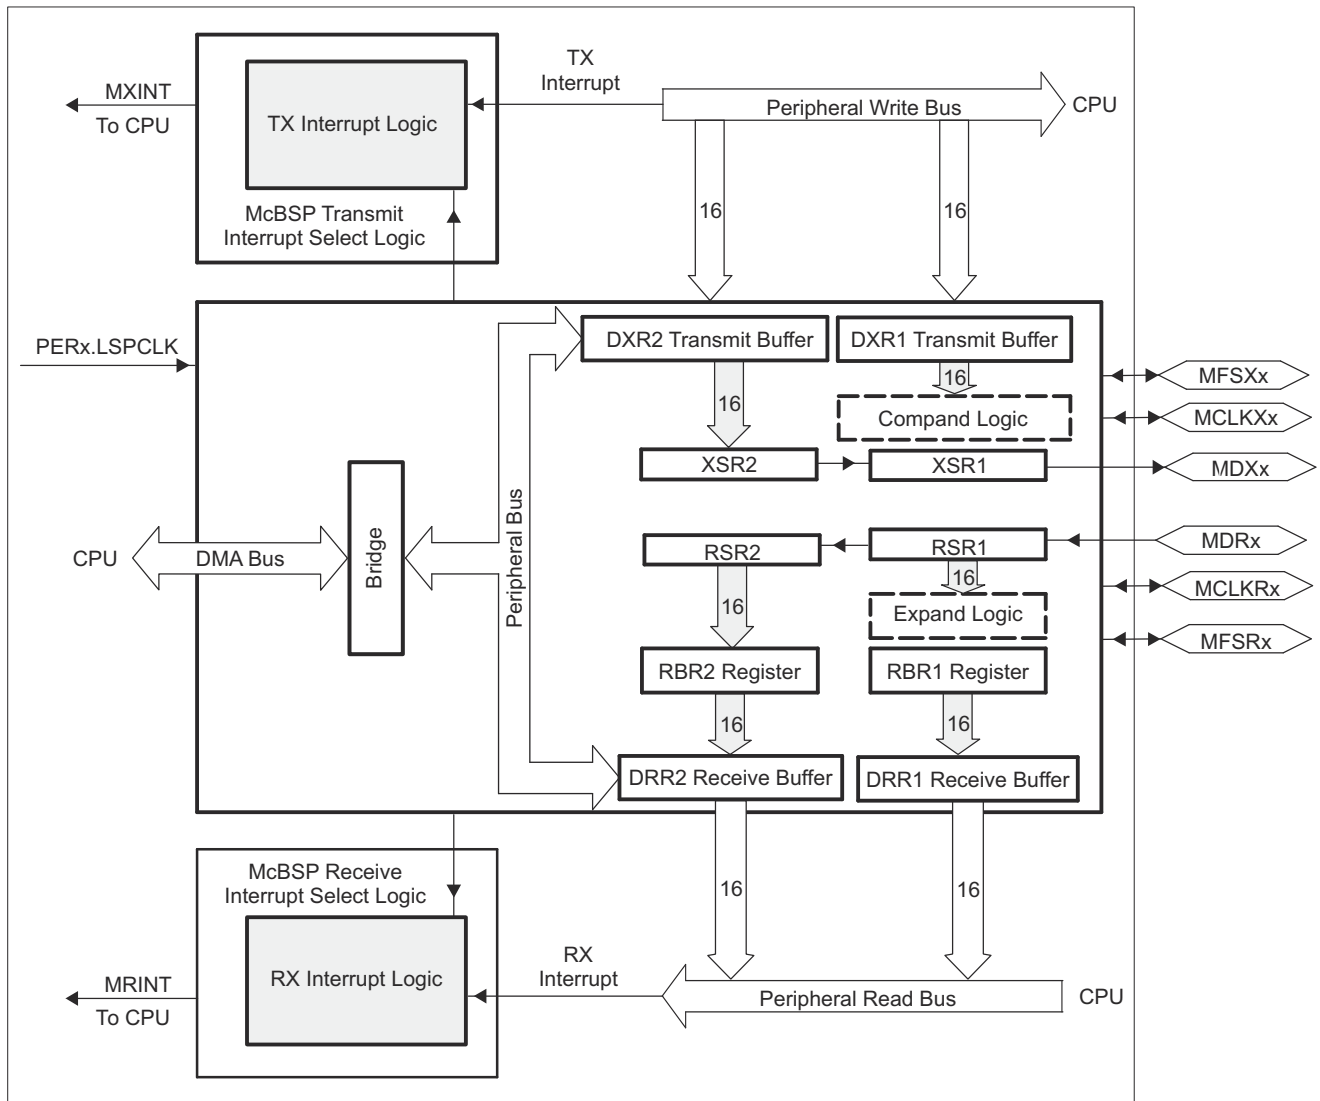 TX
Interrupt
MXINT
To CPU
TX Interrupt Logic
Peripheral Write Bus
CPU
McBSP Transmit
Interrupt Select Logic
16
16
PERx.LSPCLK
DXR2 Transmit Buffer
DXR1 Transmit Buffer
MFSXx
16
16
Compand Logic
MCLKXx
XSR2
XSR1
MDXx
CPU
DMA Bus
Bridge
Peripheral Bus
RSR2
RSR1
MDRx
16
16
MCLKRx
Expand Logic
MFSRx
RBR2 Register
RBR1 Register
16
16
DRR2 Receive Buffer
DRR1 Receive Buffer
McBSP Receive
Interrupt Select Logic
16
16
RX Interrupt Logic
RX
Interrupt
MRINT
To CPU
Peripheral Read Bus
CPU